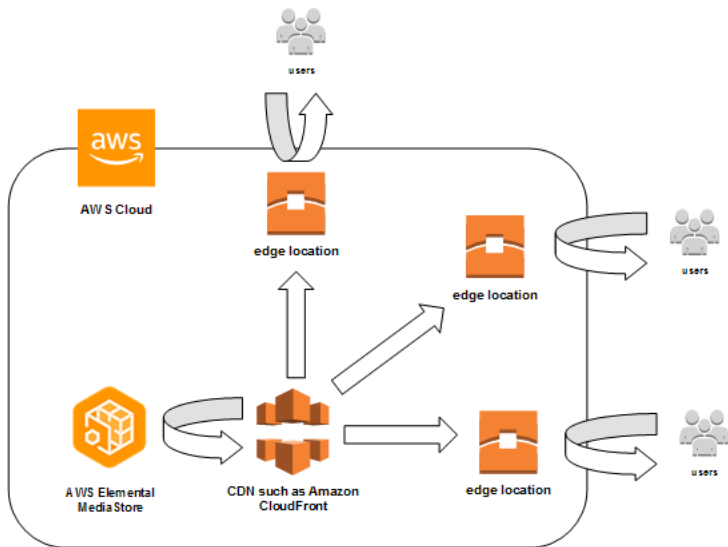 users
aws
AWS Cloud
edge location
edge location
users
AWS Elemental
MediaStore
CDN such as Amazon
CloudFront
edge location
users